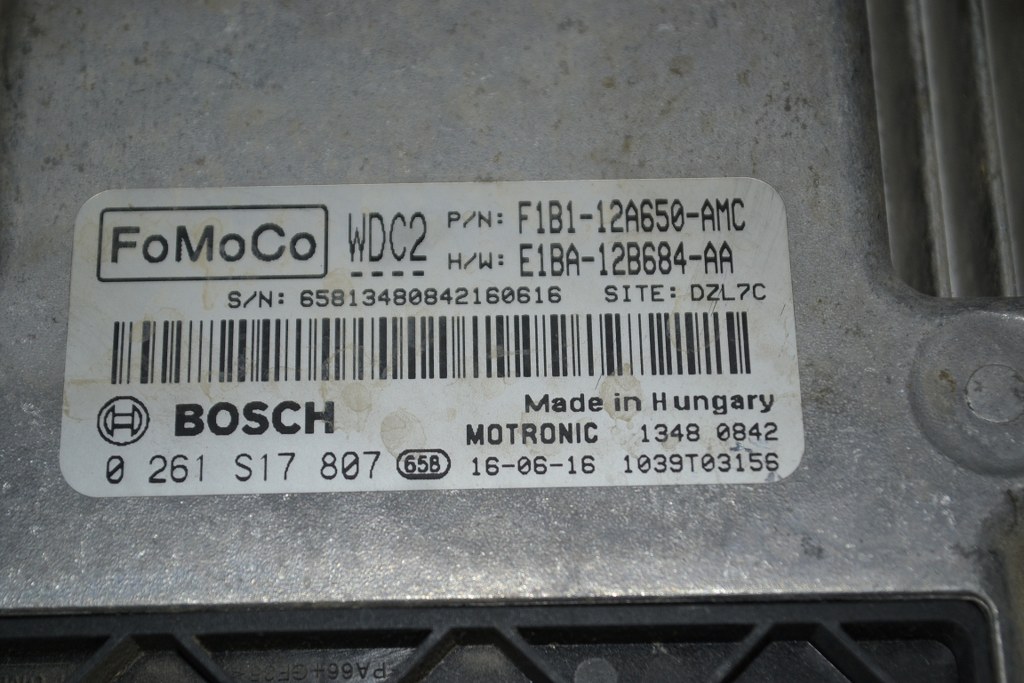 FoMoCo WDC2 P/N: F1B1-12A650-AMC
H/W: E1BA-12B684-AA
S/N: 65813480842160616 SITE: DZL7C
BOSCH Made in Hungary
MOTRONIC 1348 0842
0 261 S17 807 658 16-06-16 1039T03156